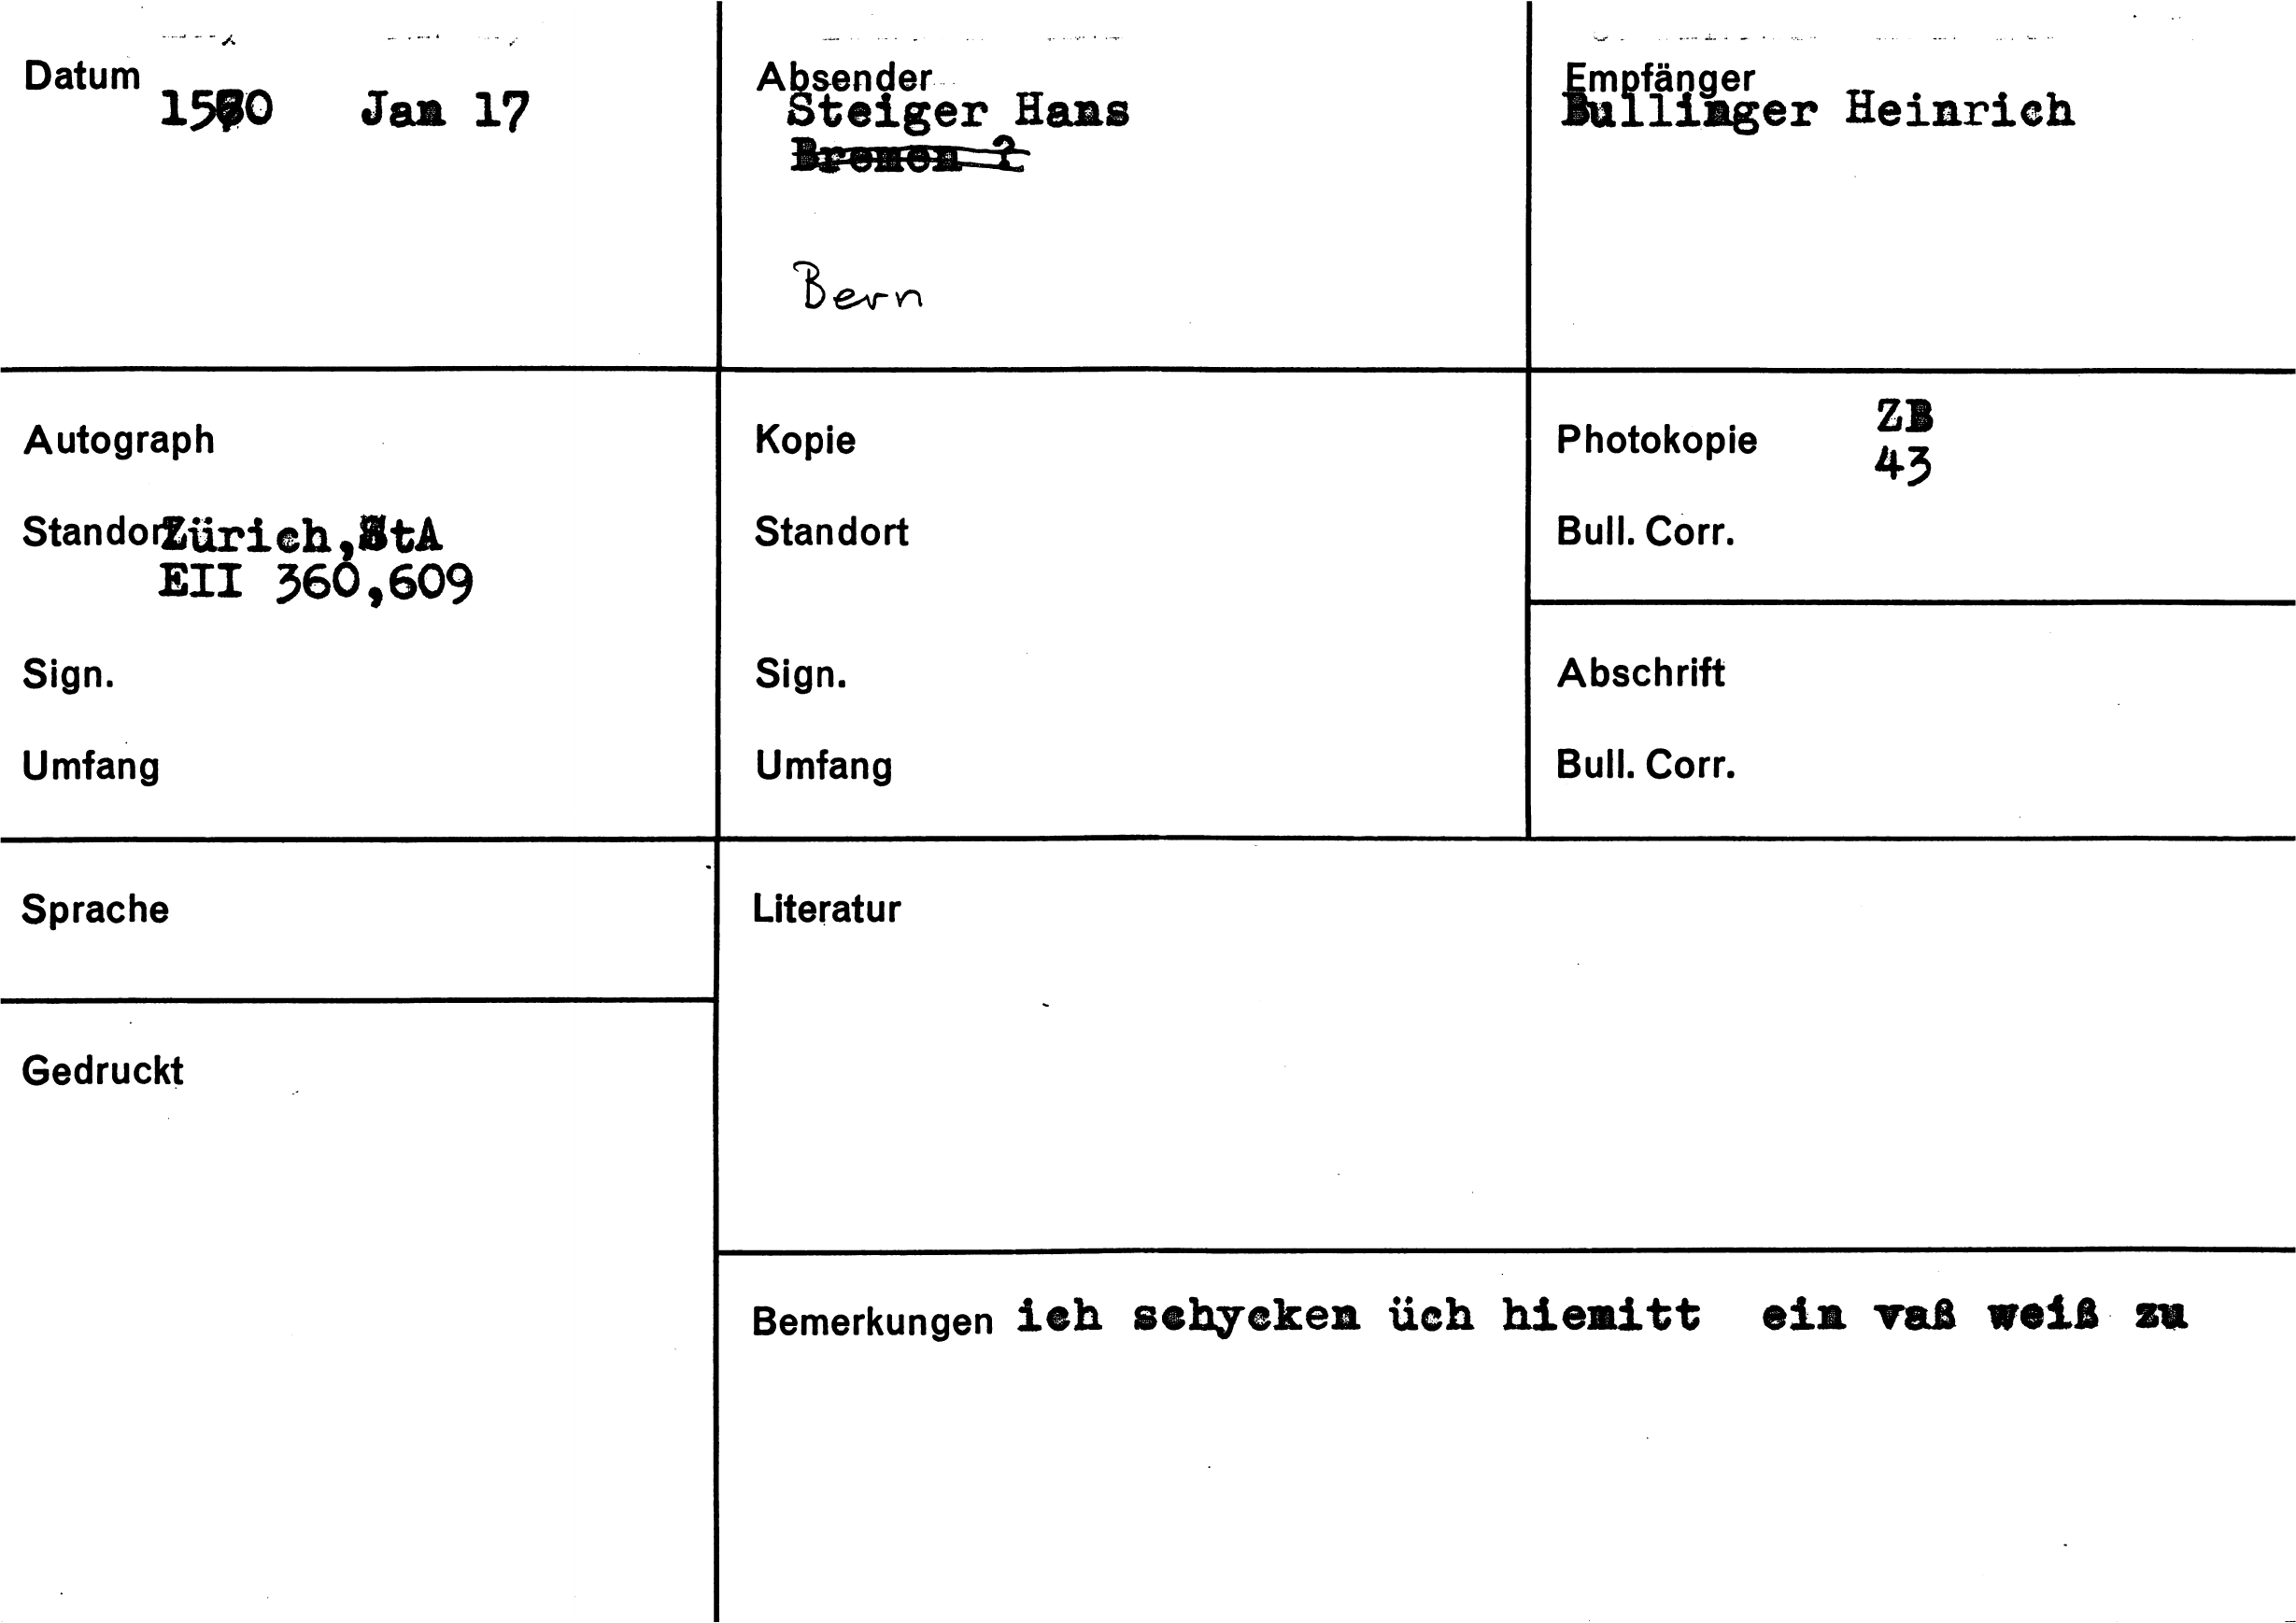 Datum
Jan 17
Absender
Steiger Hans
Bremen ?
Bern
Empfänger
Bullinger Heinrich
Autograph
Standort Zürich, StA
EII 360,609
Sign.
Umfang
Kopie
Standort
Sign.
Umfang
Photokopie ZB
43
Bull. Corr.
Abschrift
Bull. Corr.
Sprache
Gedruckt
Literatur
Bemerkungen ich schycken üch hiemitt ein vaß weiß zu